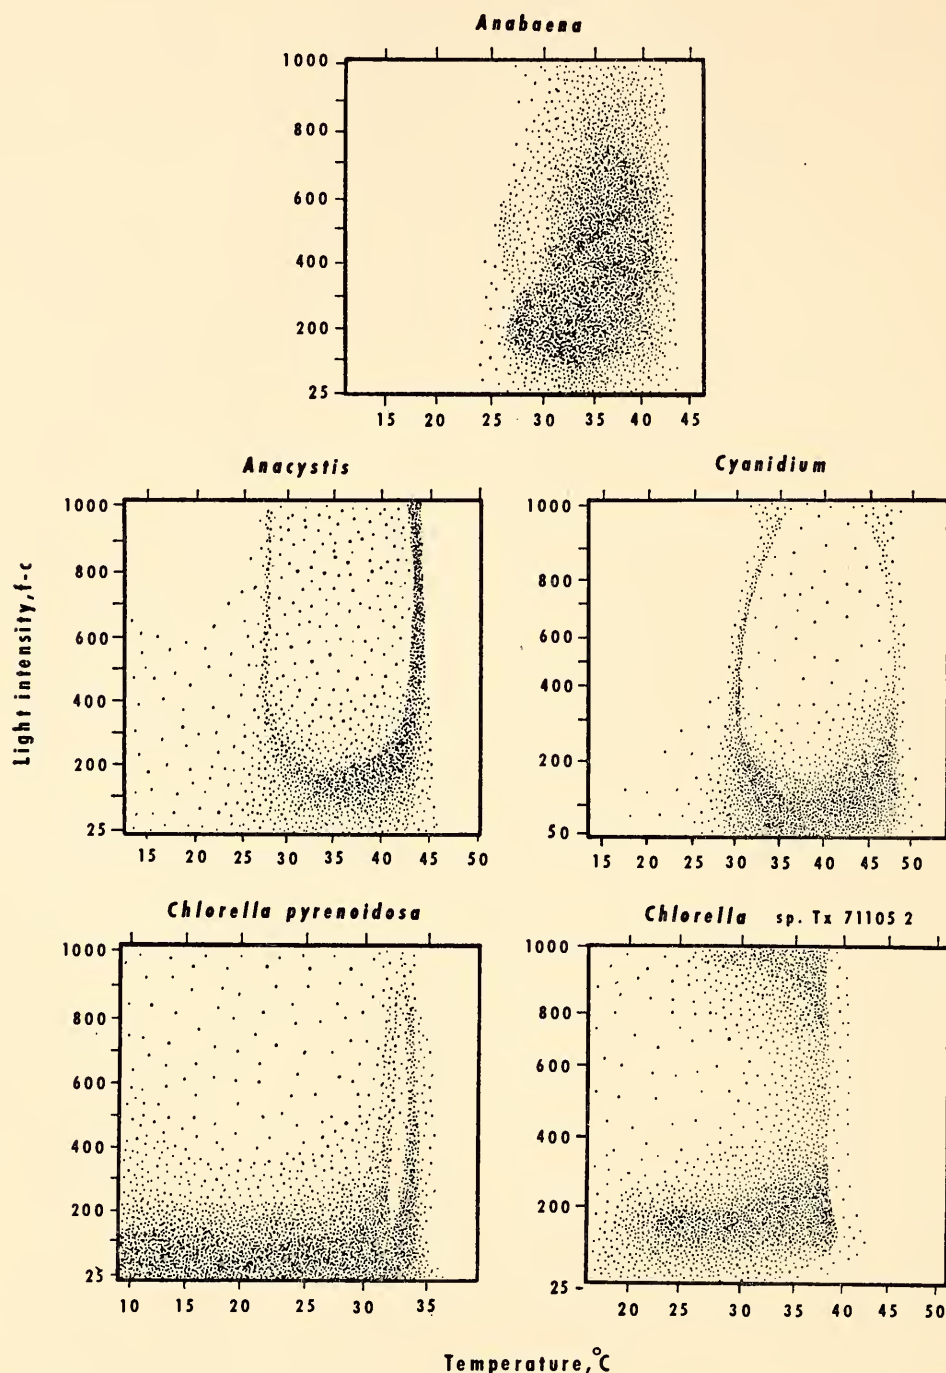 Anabaena
1000
800
600
400
200
25
15 20 25 30 35 40 45
Anacystis
1000
800
600
400
200
25
15 20 25 30 35 40 45 50
Cyanidium
1000
800
600
400
200
50
15 20 25 30 35 40 45 50
Light intensity, f-c
Chlorella pyrenoidosa
1000
800
600
400
200
25
10 15 20 25 30 35
Chlorella sp. Tx 71105 2
1000
800
600
400
200
25
20 25 30 35 40 45 50
Temperature, °C